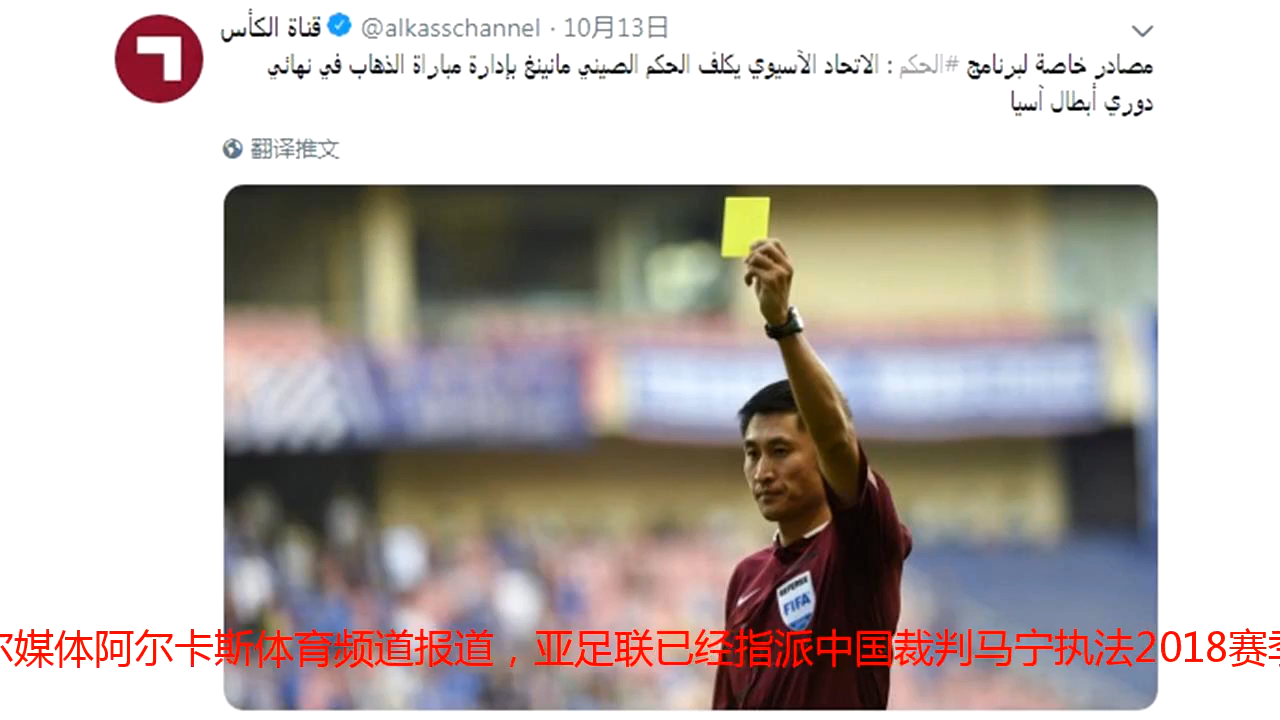 قناة الكأس @alkasschannel · 10月13日
مصادر خاصة لبرنامج #الحكم : الاتحاد الآسيوي يكلف الحكم الصيني مانينغ بإدارة مباراة الذهاب في نهائي
دوري أبطال آسيا
翻译推文
REFEREE
FIFA
尔媒体阿尔卡斯体育频道报道，亚足联已经指派中国裁判马宁执法2018赛季